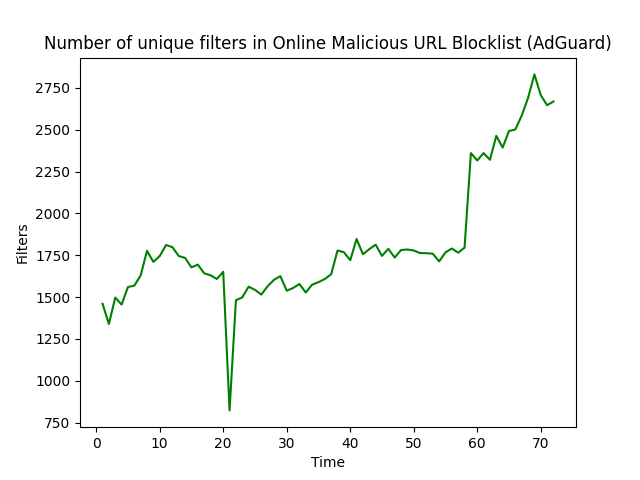 Number of unique filters in Online Malicious URL Blocklist (AdGuard)
2750
2500
2250
2000
1750
1500
1250
1000
750
Filters
0 10 20 30 40 50 60 70
Time